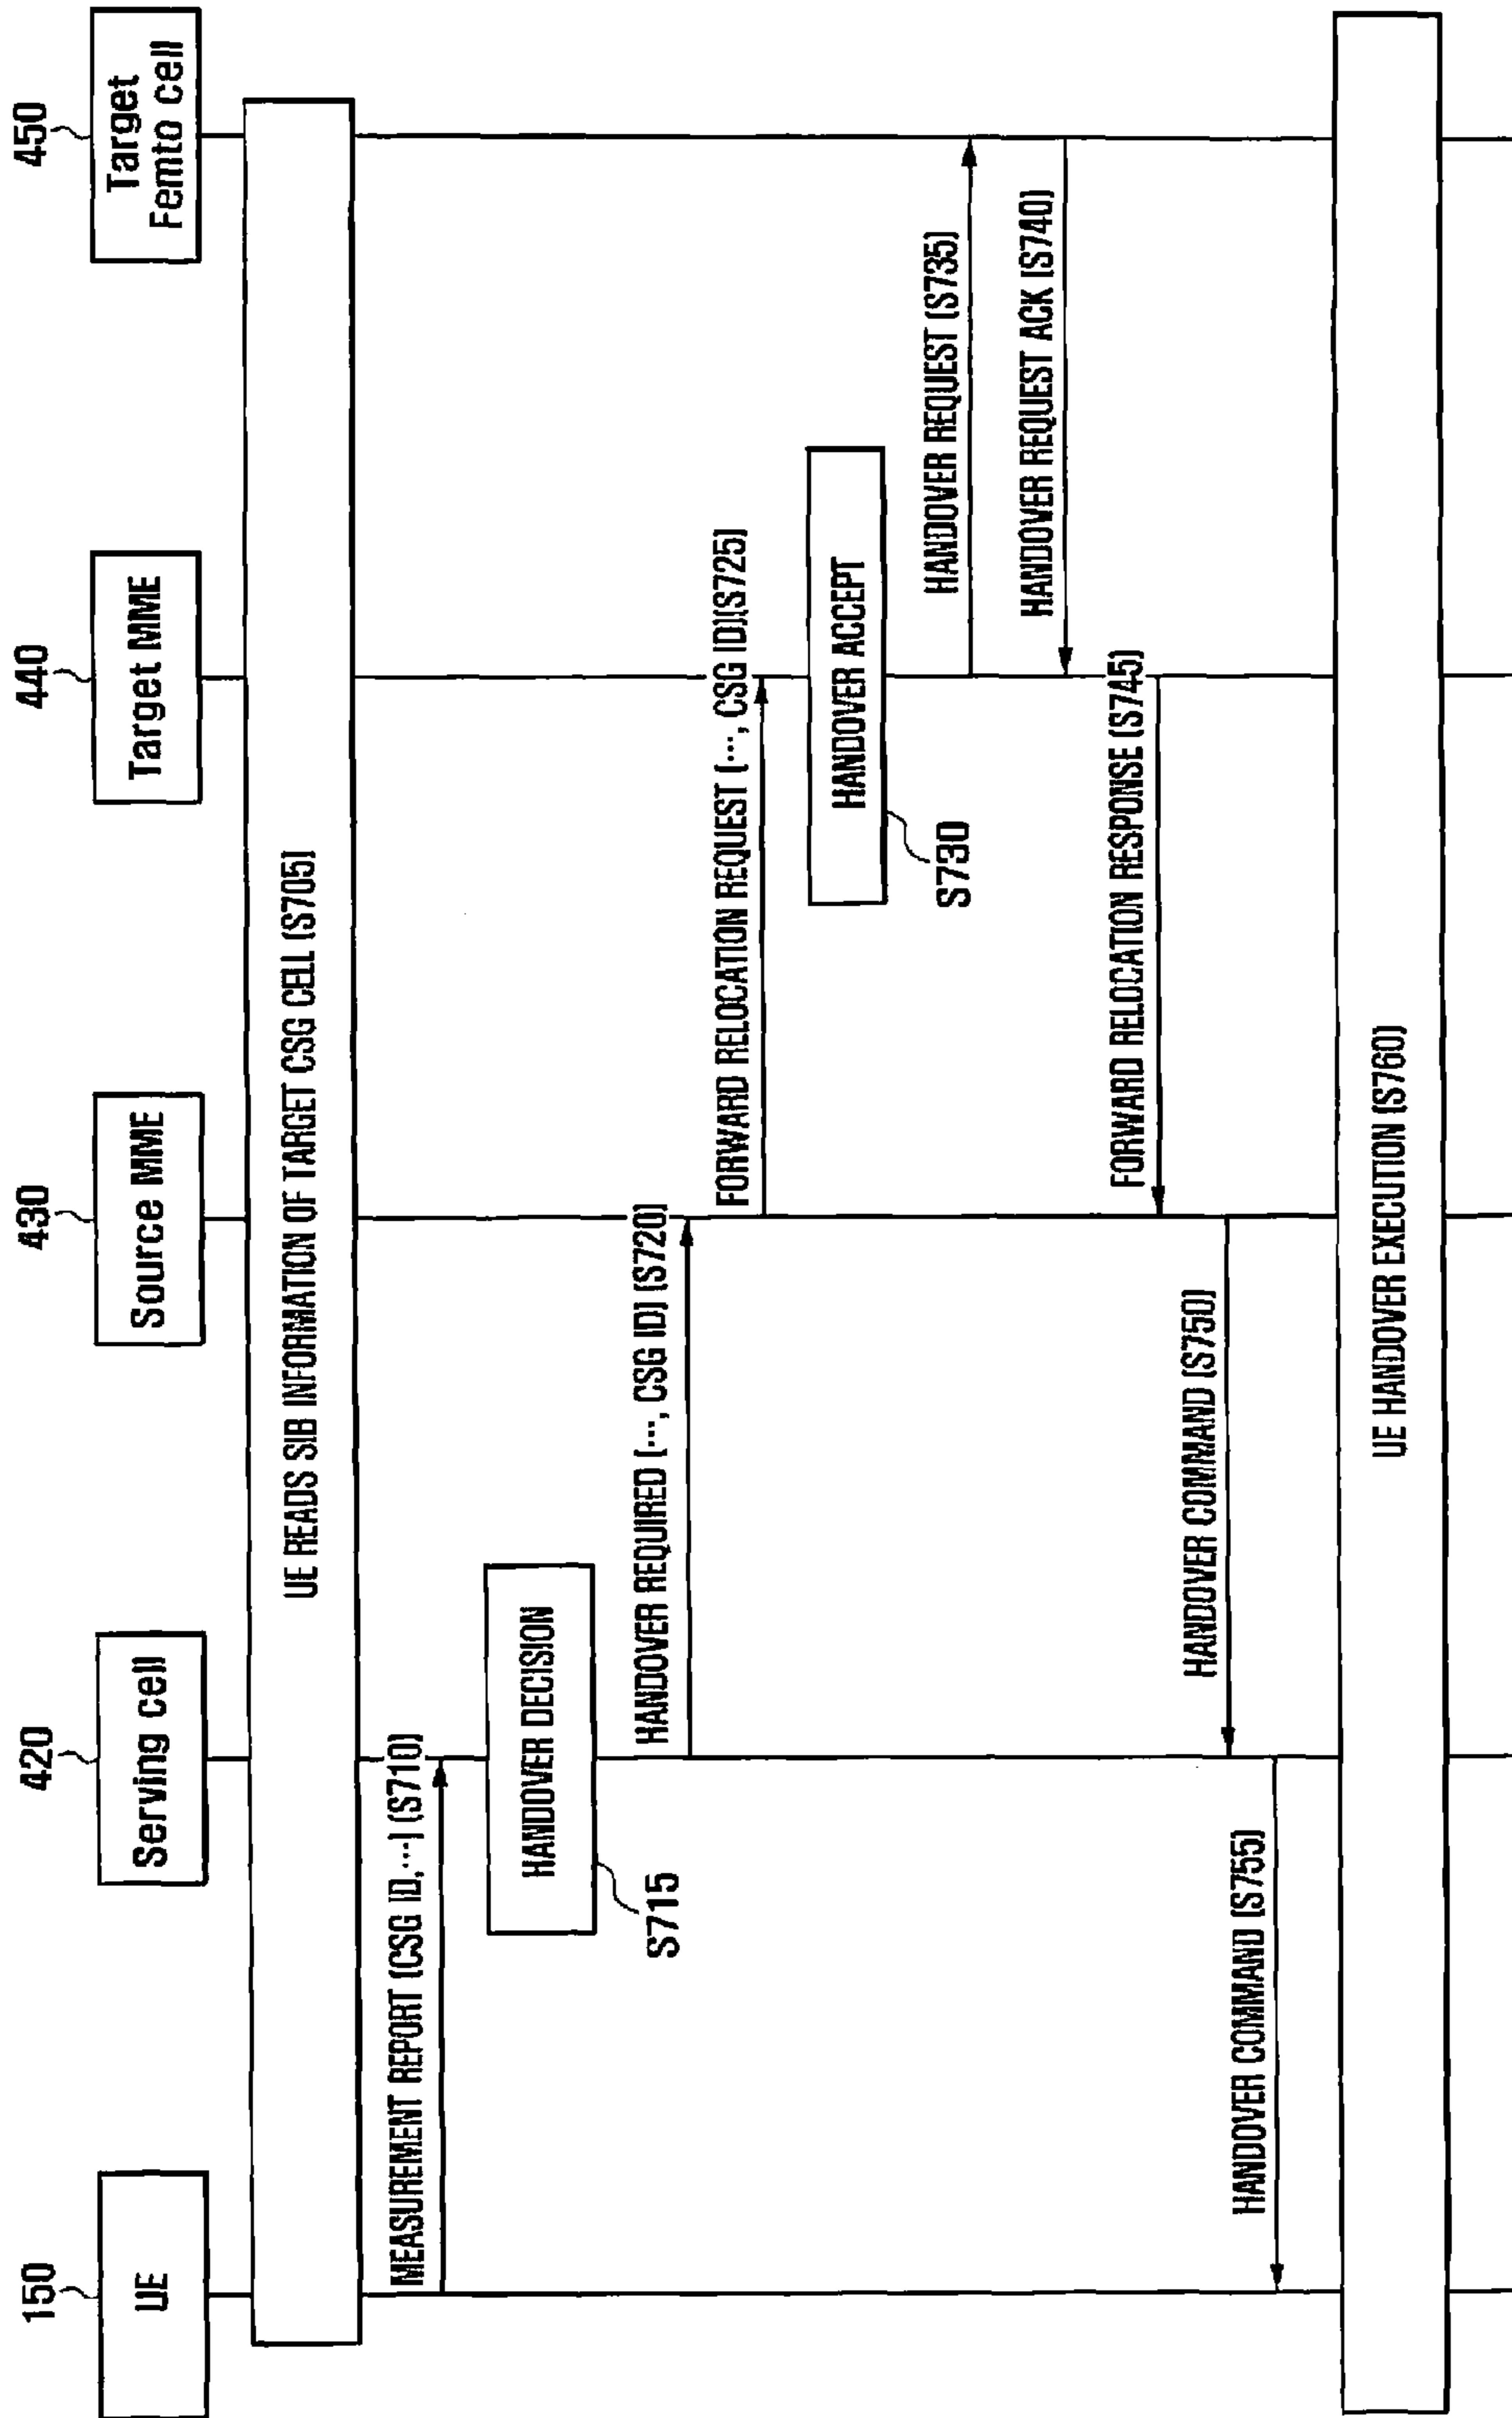 150
UE
420
Serving cell
430
Source MME
440
Target MME
450
Target
Femto cell
UE READS SIB INFORMATION OF TARGET CSG CELL (S705)
MEASUREMENT REPORT (CSG ID,...) (S710)
HANDOVER DECISION
S715
HANDOVER REQUIRED (..., CSG ID) (S720)
FORWARD RELOCATION REQUEST (..., CSG ID)(S725)
HANDOVER ACCEPT
S730
HANDOVER REQUEST (S735)
HANDOVER REQUEST ACK (S740)
FORWARD RELOCATION RESPONSE (S745)
HANDOVER COMMAND (S750)
HANDOVER COMMAND (S755)
UE HANDOVER EXECUTION (S760)